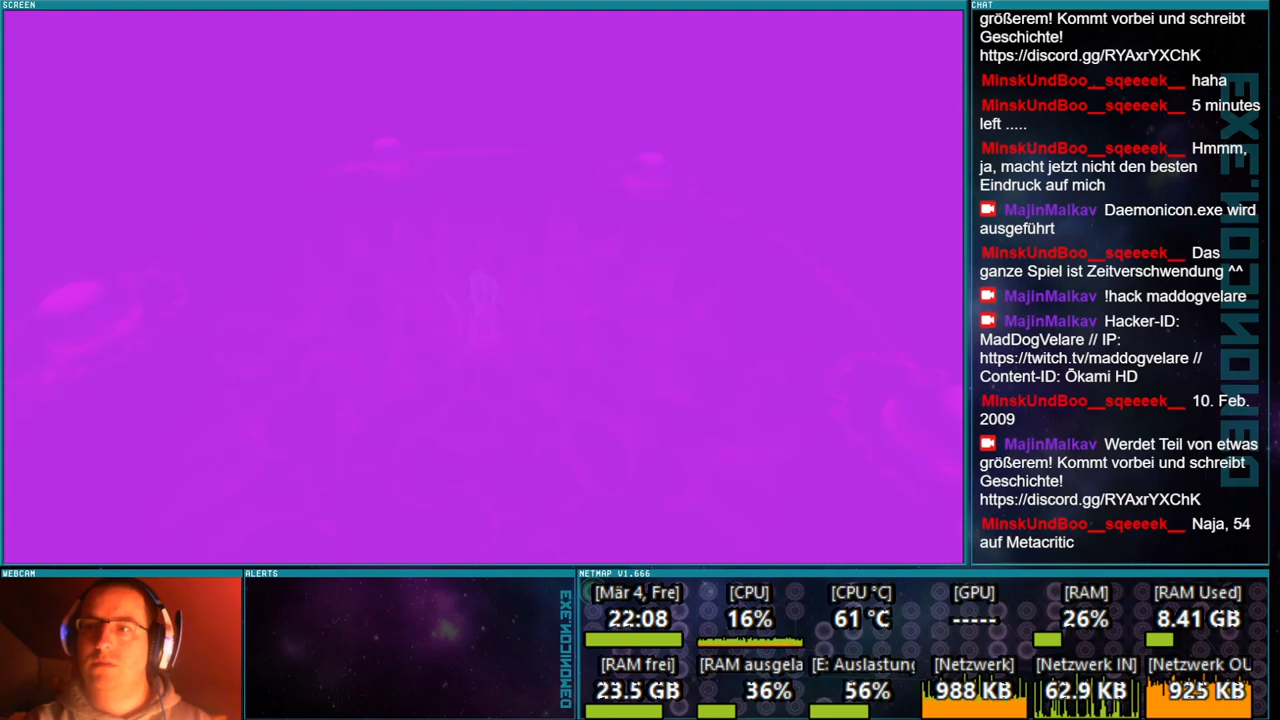 SCREEN
CHAT
größerem! Kommt vorbei und schreibt
Geschichte!
https://discord.gg/RYAxrYXChK
MinskUndBoo__sqeeeek__ haha
MinskUndBoo__sqeeeek__ 5 minutes
left .....
MinskUndBoo__sqeeeek__ Hmmm,
ja, macht jetzt nicht den besten
Eindruck auf mich
MajinMalkav Daemonicon.exe wird
ausgeführt
MinskUndBoo__sqeeeek__ Das
ganze Spiel ist Zeitverschwendung ^^
MajinMalkav !hack maddogvelare
MajinMalkav Hacker-ID:
MadDogVelare // IP:
https://twitch.tv/maddogvelare //
Content-ID: Ōkami HD
MinskUndBoo__sqeeeek__ 10. Feb.
2009
MajinMalkav Werdet Teil von etwas
größerem! Kommt vorbei und schreibt
Geschichte!
https://discord.gg/RYAxrYXChK
MinskUndBoo__sqeeeek__ Naja, 54
auf Metacritic
WEBCAM
ALERTS
NETMAP V1.666
[Mär 4, Fre] [CPU] [CPU °C] [GPU] [RAM] [RAM Used]
22:08 16% 61 °C ----- 26% 8.41 GB
[RAM frei] [RAM ausgela [E: Auslastung [Netzwerk] [Netzwerk IN] [Netzwerk OU
23.5 GB 36% 56% 988 KB 62.9 KB 925 KB